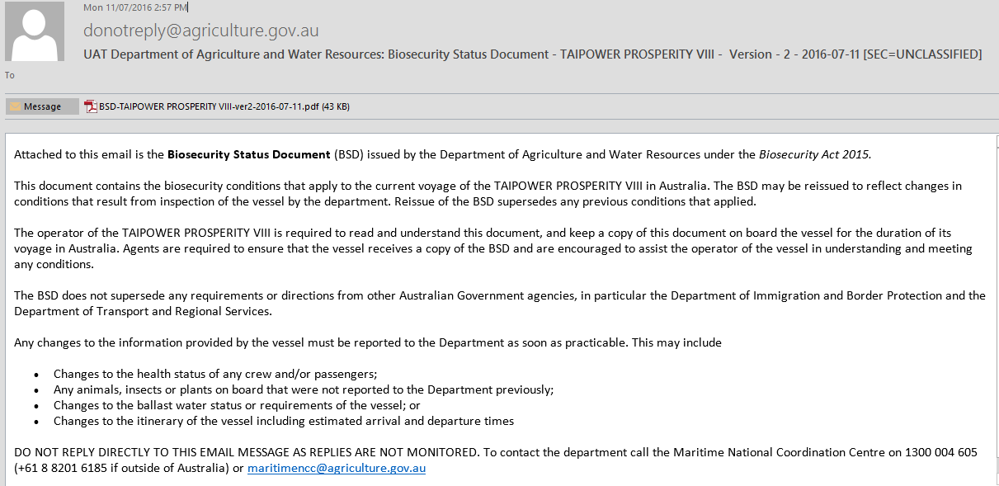 Mon 11/07/2016 2:57 PM
donotreply@agriculture.gov.au
UAT Department of Agriculture and Water Resources: Biosecurity Status Document - TAIPOWER PROSPERITY VIII - Version - 2 - 2016-07-11 [SEC=UNCLASSIFIED]
To
Message BSD-TAIPOWER PROSPERITY VIII-ver2-2016-07-11.pdf (43 KB)
Attached to this email is the Biosecurity Status Document (BSD) issued by the Department of Agriculture and Water Resources under the Biosecurity Act 2015.
This document contains the biosecurity conditions that apply to the current voyage of the TAIPOWER PROSPERITY VIII in Australia. The BSD may be reissued to reflect changes in
conditions that result from inspection of the vessel by the department. Reissue of the BSD supersedes any previous conditions that applied.
The operator of the TAIPOWER PROSPERITY VIII is required to read and understand this document, and keep a copy of this document on board the vessel for the duration of its
voyage in Australia. Agents are required to ensure that the vessel receives a copy of the BSD and are encouraged to assist the operator of the vessel in understanding and meeting
any conditions.
The BSD does not supersede any requirements or directions from other Australian Government agencies, in particular the Department of Immigration and Border Protection and the
Department of Transport and Regional Services.
Any changes to the information provided by the vessel must be reported to the Department as soon as practicable. This may include
• Changes to the health status of any crew and/or passengers;
• Any animals, insects or plants on board that were not reported to the Department previously;
• Changes to the ballast water status or requirements of the vessel; or
• Changes to the itinerary of the vessel including estimated arrival and departure times
DO NOT REPLY DIRECTLY TO THIS EMAIL MESSAGE AS REPLIES ARE NOT MONITORED. To contact the department call the Maritime National Coordination Centre on 1300 004 605
(+61 8 8201 6185 if outside of Australia) or maritimencc@agriculture.gov.au